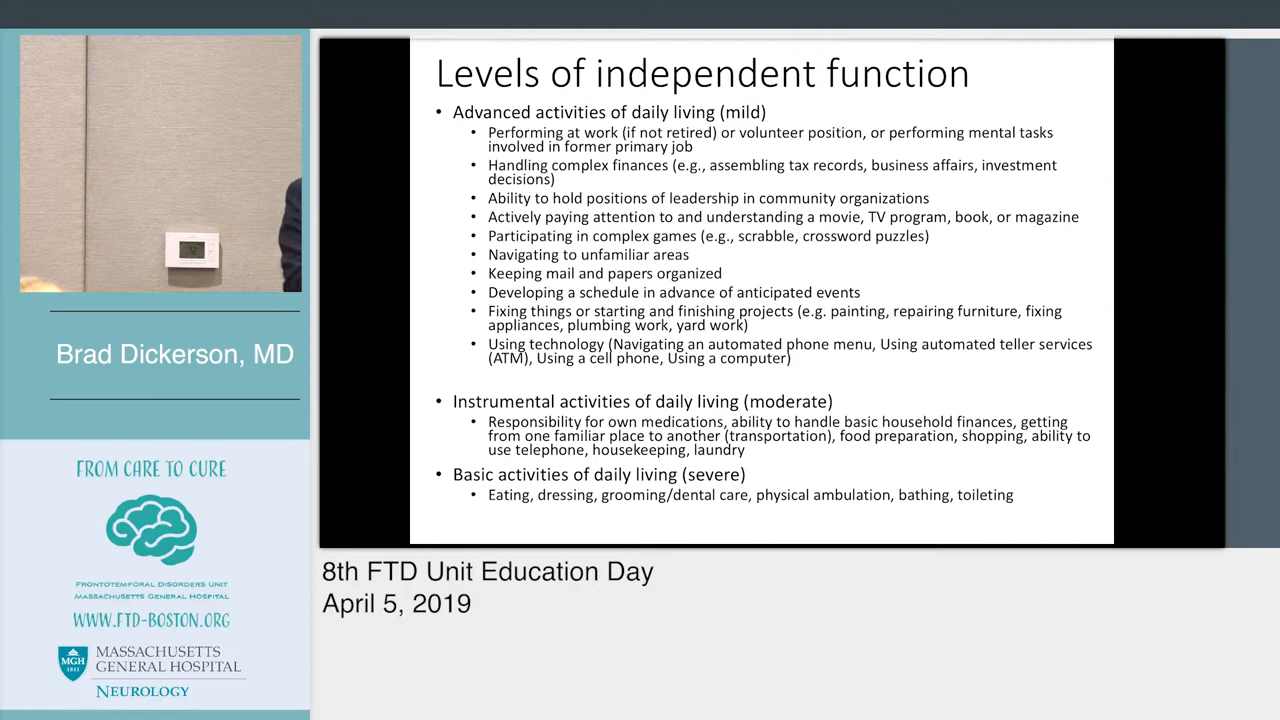 Levels of independent function
• Advanced activities of daily living (mild)
• Performing at work (if not retired) or volunteer position, or performing mental tasks
involved in former primary job
• Handling complex finances (e.g., assembling tax records, business affairs, investment
decisions)
• Ability to hold positions of leadership in community organizations
• Actively paying attention to and understanding a movie, TV program, book, or magazine
• Participating in complex games (e.g., scrabble, crossword puzzles)
• Navigating to unfamiliar areas
• Keeping mail and papers organized
• Developing a schedule in advance of anticipated events
• Fixing things or starting and finishing projects (e.g. painting, repairing furniture, fixing
appliances, plumbing work, yard work)
• Using technology (Navigating an automated phone menu, Using automated teller services
(ATM), Using a cell phone, Using a computer)
• Instrumental activities of daily living (moderate)
• Responsibility for own medications, ability to handle basic household finances, getting
from one familiar place to another (transportation), food preparation, shopping, ability to
use telephone, housekeeping, laundry
• Basic activities of daily living (severe)
• Eating, dressing, grooming/dental care, physical ambulation, bathing, toileting
Brad Dickerson, MD
FROM CARE TO CURE
FRONTOTEMPORAL DISORDERS UNIT
MASSACHUSETTS GENERAL HOSPITAL
WWW.FTD-BOSTON.ORG
MGH
1811
MASSACHUSETTS
GENERAL HOSPITAL
NEUROLOGY
8th FTD Unit Education Day
April 5, 2019